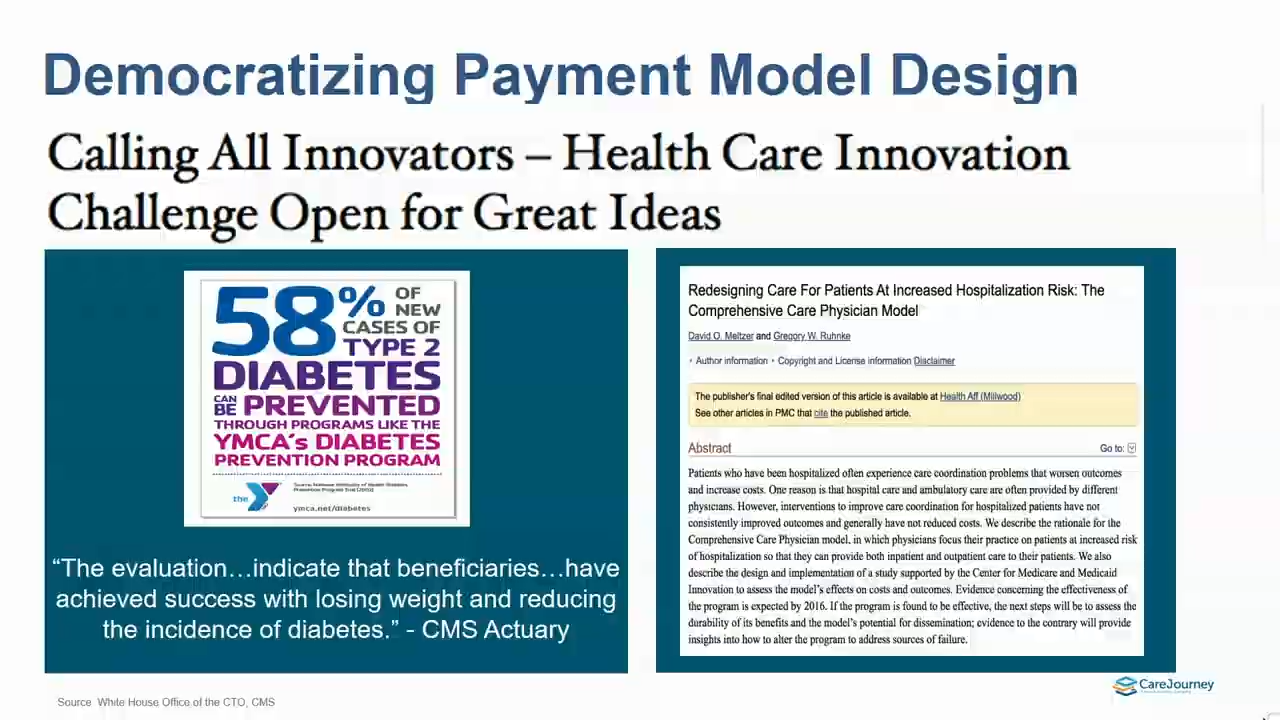 Democratizing Payment Model Design
Calling All Innovators – Health Care Innovation
Challenge Open for Great Ideas
58% OF
NEW
CASES OF
TYPE 2
DIABETES
CAN
BE PREVENTED
THROUGH PROGRAMS LIKE THE
YMCA's DIABETES
PREVENTION PROGRAM
the Y
Source: National Institutes of Health Diabetes
Prevention Program Trial
ymca.net/diabetes
“The evaluation…indicate that beneficiaries…have
achieved success with losing weight and reducing
the incidence of diabetes.” - CMS Actuary
Redesigning Care For Patients At Increased Hospitalization Risk: The
Comprehensive Care Physician Model
David O. Meltzer and Gregory W. Ruhnke
Author information Copyright and License information Disclaimer
The publisher's final edited version of this article is available at Health Aff (Millwood)
See other articles in PMC that cite the published article.
Abstract
Go to:
Patients who have been hospitalized often experience care coordination problems that worsen outcomes
and increase costs. One reason is that hospital care and ambulatory care are often provided by different
physicians. However, interventions to improve care coordination for hospitalized patients have not
consistently improved outcomes and generally have not reduced costs. We describe the rationale for the
Comprehensive Care Physician model, in which physicians focus their practice on patients at increased risk
of hospitalization so that they can provide both inpatient and outpatient care to their patients. We also
describe the design and implementation of a study supported by the Center for Medicare and Medicaid
Innovation to assess the model's effects on costs and outcomes. Evidence concerning the effectiveness of
the program is expected by 2016. If the program is found to be effective, the next steps will be to assess the
durability of its benefits and the model's potential for dissemination; evidence to the contrary will provide
insights into how to alter the program to address sources of failure.
CareJourney
Source White House Office of the CTO, CMS